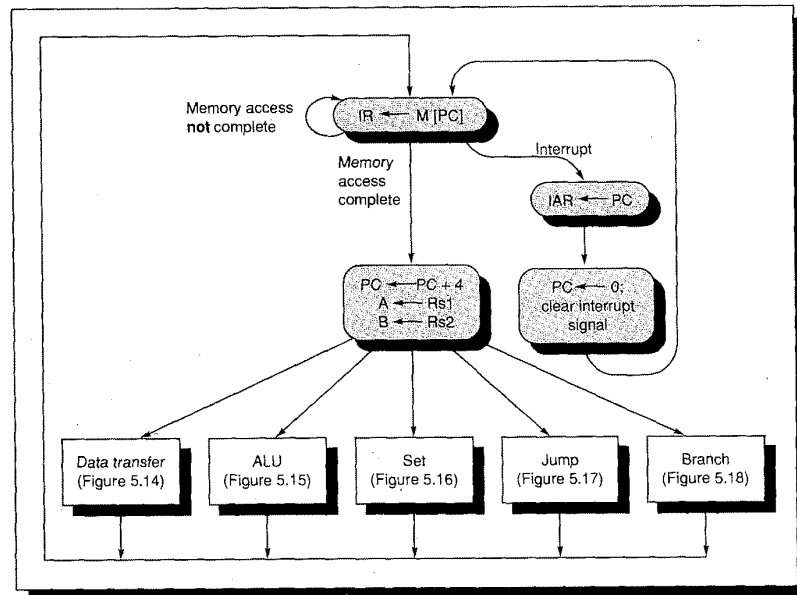 IR ← M [PC]
Memory access
not complete
Interrupt
Memory
access
complete
IAR ← PC
PC ← PC + 4
A ← Rs1
B ← Rs2
PC ← 0;
clear interrupt
signal
Data transfer
(Figure 5.14)
ALU
(Figure 5.15)
Set
(Figure 5.16)
Jump
(Figure 5.17)
Branch
(Figure 5.18)